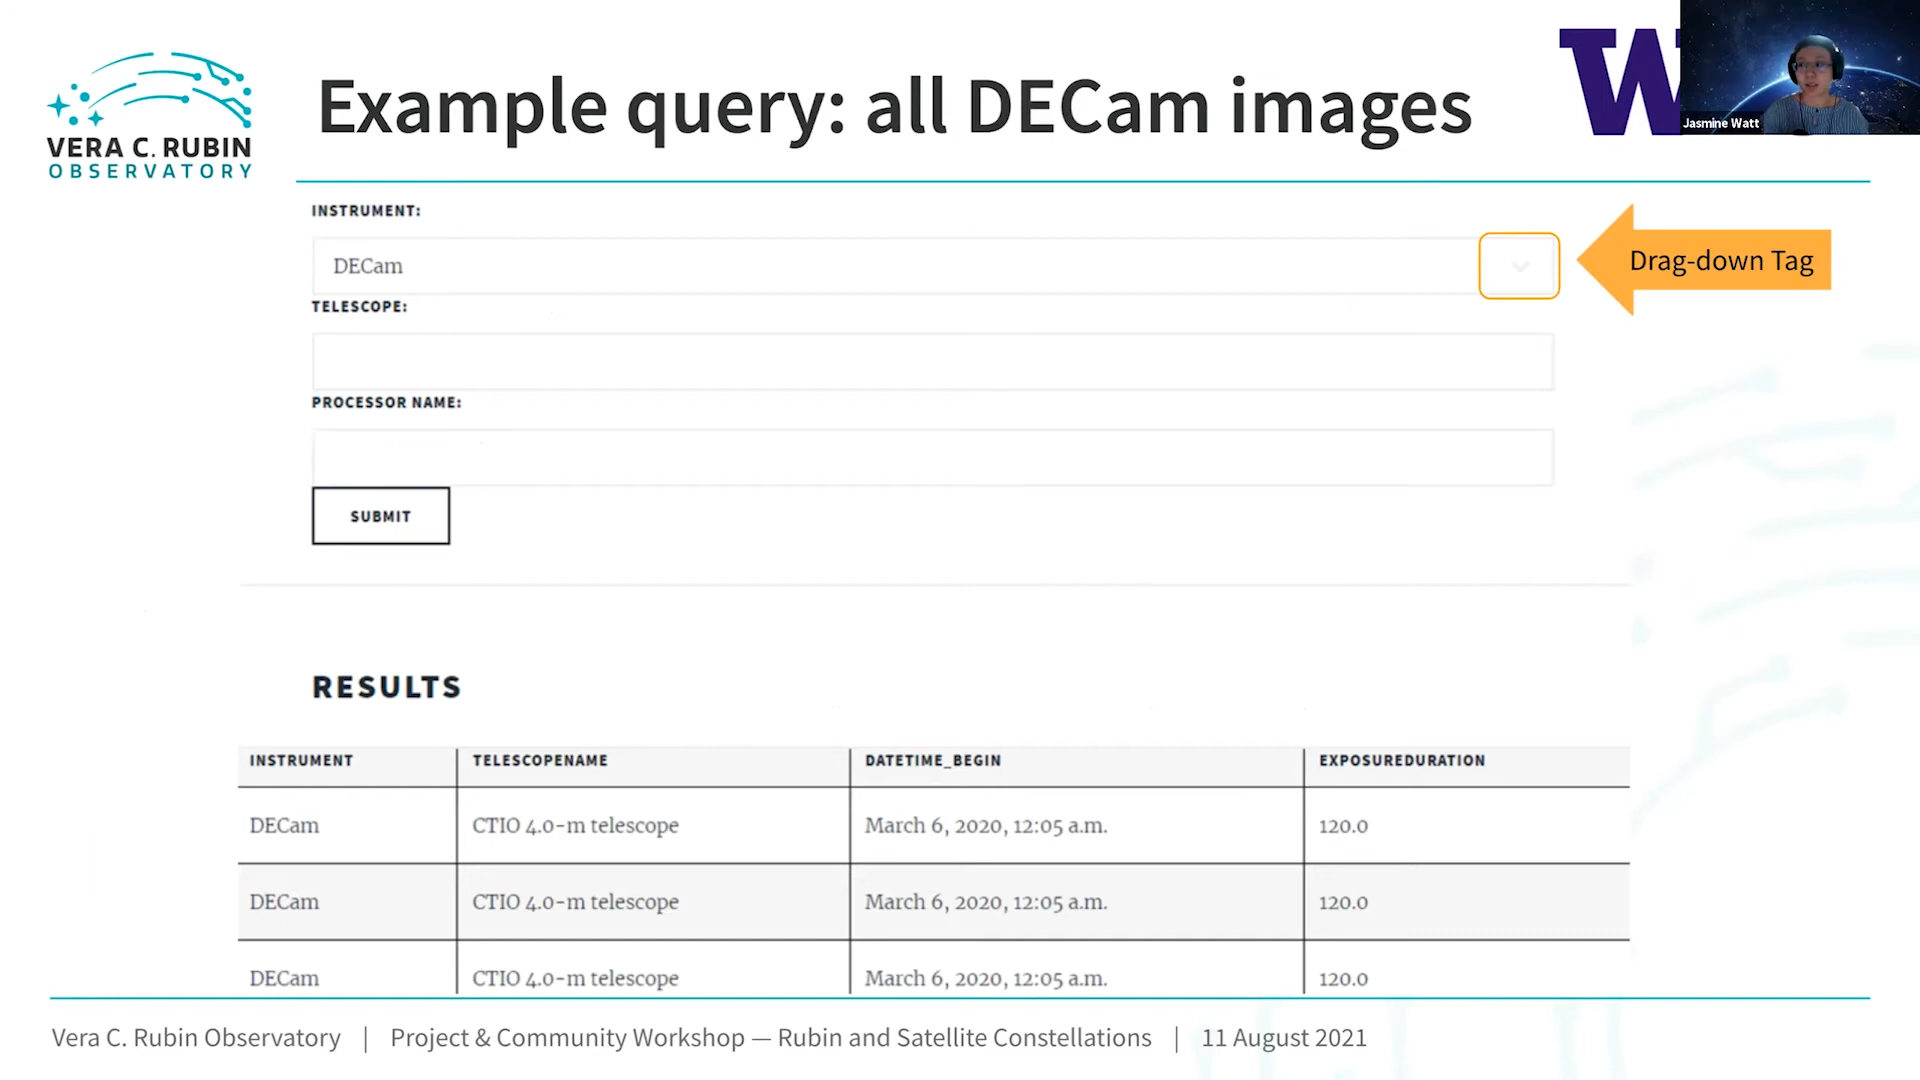 VERA C. RUBIN
OBSERVATORY
Example query: all DECam images
W
Jasmine Watt
INSTRUMENT:
DECam
Drag-down Tag
TELESCOPE:
PROCESSOR NAME:
SUBMIT
RESULTS
INSTRUMENT TELESCOPENAME DATETIME_BEGIN EXPOSUREDURATION
DECam CTIO 4.0-m telescope March 6, 2020, 12:05 a.m. 120.0
DECam CTIO 4.0-m telescope March 6, 2020, 12:05 a.m. 120.0
DECam CTIO 4.0-m telescope March 6, 2020, 12:05 a.m. 120.0
Vera C. Rubin Observatory | Project & Community Workshop — Rubin and Satellite Constellations | 11 August 2021